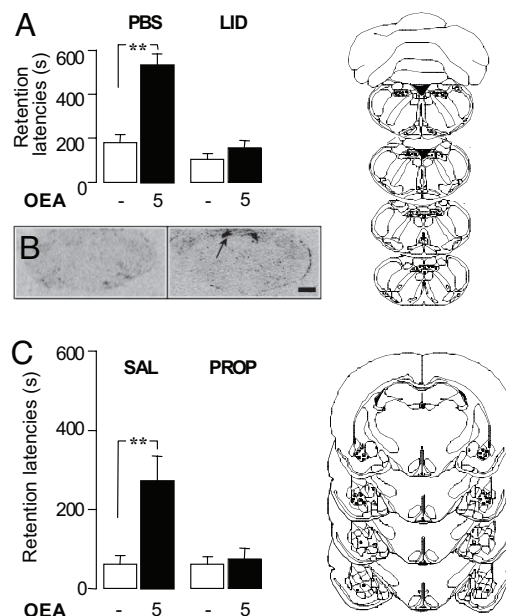 A
PBS LID
Retention latencies (s)
600
400
200
0
**
OEA - 5 - 5
B
C
Retention latencies (s)
600
400
200
0
SAL PROP
**
OEA - 5 - 5